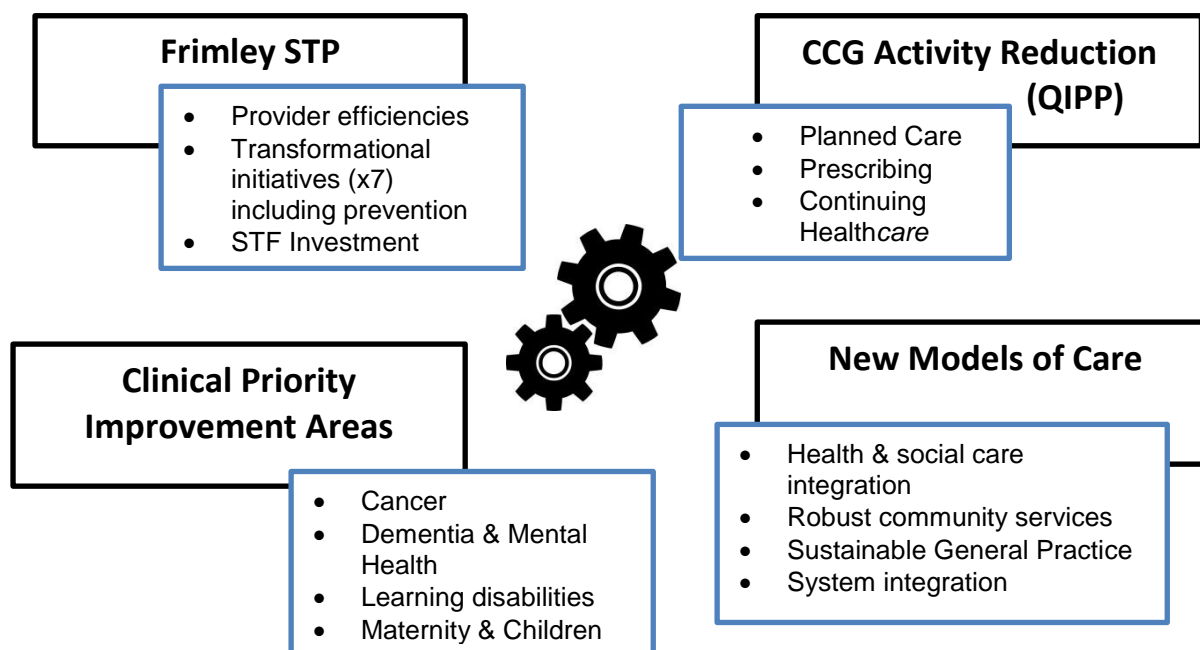 Frimley STP
• Provider efficiencies
• Transformational
initiatives (x7)
including prevention
• STF Investment
CCG Activity Reduction
(QIPP)
• Planned Care
• Prescribing
• Continuing
Healthcare
Clinical Priority
Improvement Areas
• Cancer
• Dementia & Mental
Health
• Learning disabilities
• Maternity & Children
New Models of Care
• Health & social care
integration
• Robust community services
• Sustainable General Practice
• System integration